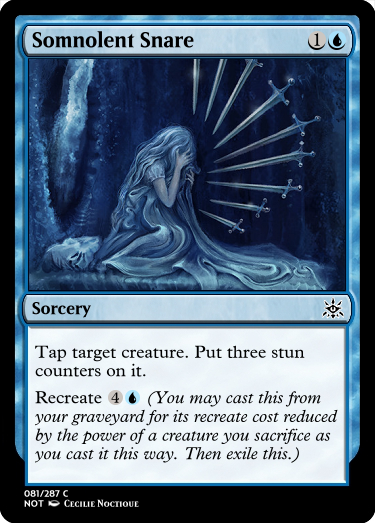 Somnolent Snare 1
Sorcery
Tap target creature. Put three stun
counters on it.
Recreate 4 (You may cast this from
your graveyard for its recreate cost reduced
by the power of a creature you sacrifice as
you cast it this way. Then exile this.)
081/287 C
NOT Cecilie Noctique